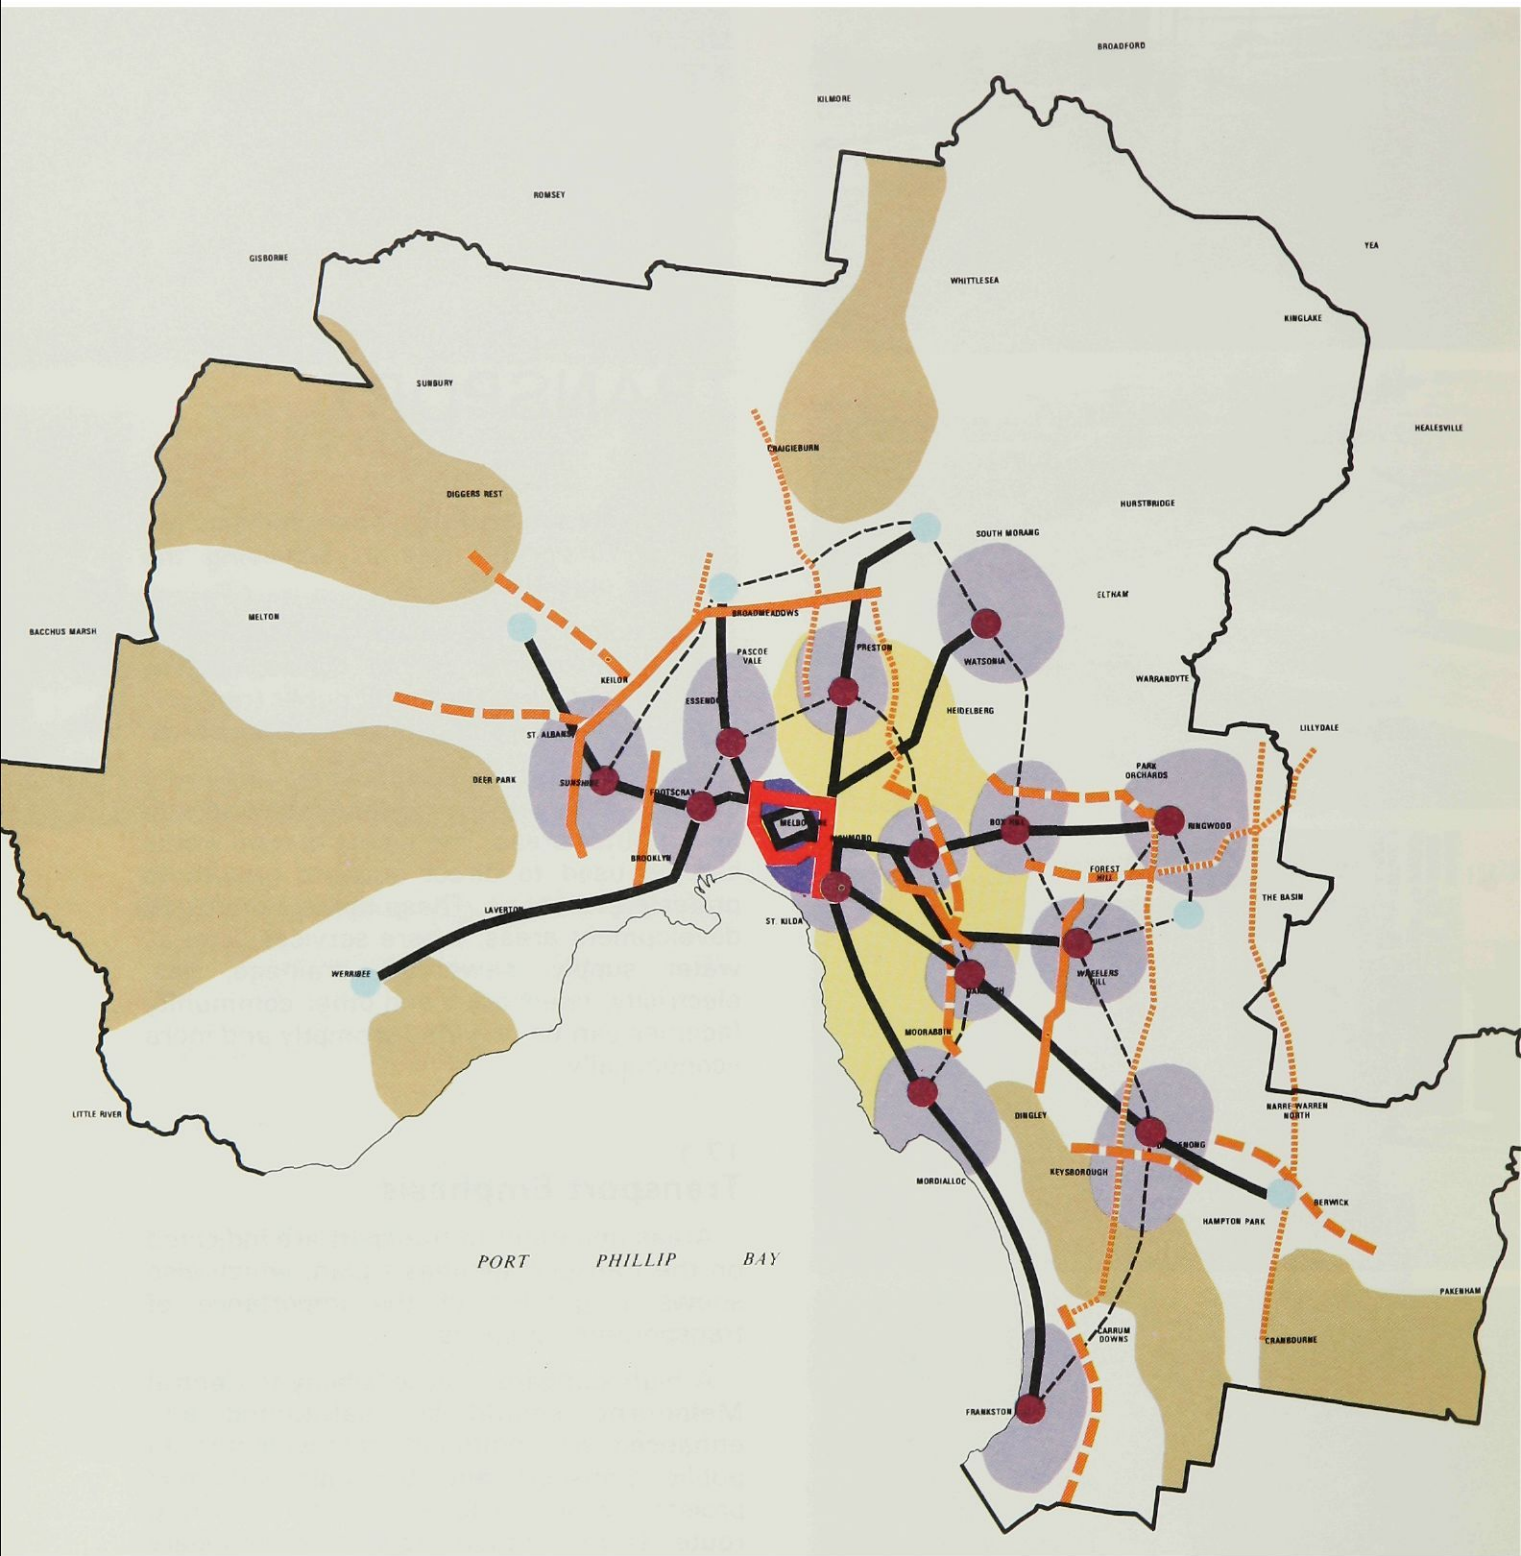 BROADFORD
KILMORE
ROMSEY
YEA
GISBORNE
WHITTLESEA
KINGLAKE
SUNBURY
HEALESVILLE
CRAIGIEBURN
DIGGERS REST
HURSTBRIDGE
SOUTH MORANG
ELTHAM
BROADMEADOWS
MELTON
BACCHUS MARSH
PRESTON
PASCOE
VALE
WATSONIA
KEILOR
WARRANDYTE
ESSENDON
HEIDELBERG
LILLYDALE
ST. ALBANS
PARK
ORCHARDS
DEER PARK
SUNSHINE
FOOTSCRAY
MELBOURNE
BOX HILL
RINGWOOD
RICHMOND
BROOKLYN
FOREST
HILL
THE BASIN
LAVERTON
ST. KILDA
WERRIBEE
WHEELERS
HILL
OAKLEIGH
MOORABBIN
NARRE WARREN
NORTH
LITTLE RIVER
DINGLEY
DANDENONG
KEYSBOROUGH
MORDIALLOC
BERWICK
HAMPTON PARK
PORT PHILLIP BAY
PAKENHAM
CARRUM
DOWNS
CRANBOURNE
FRANKSTON